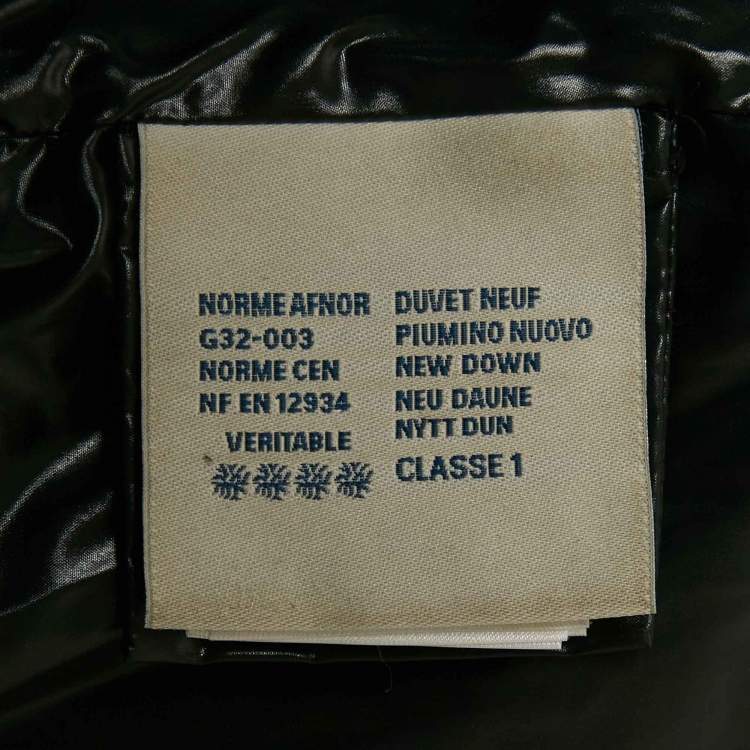 NORME AFNOR
G32-003
NORME CEN
NF EN 12934
VERITABLE
DUVET NEUF
PIUMINO NUOVO
NEW DOWN
NEU DAUNE
NYTT DUN
CLASSE 1